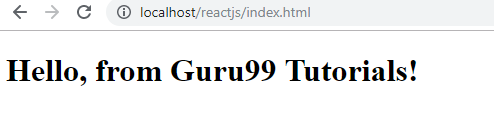 localhost/reactjs/index.html
Hello, from Guru99 Tutorials!